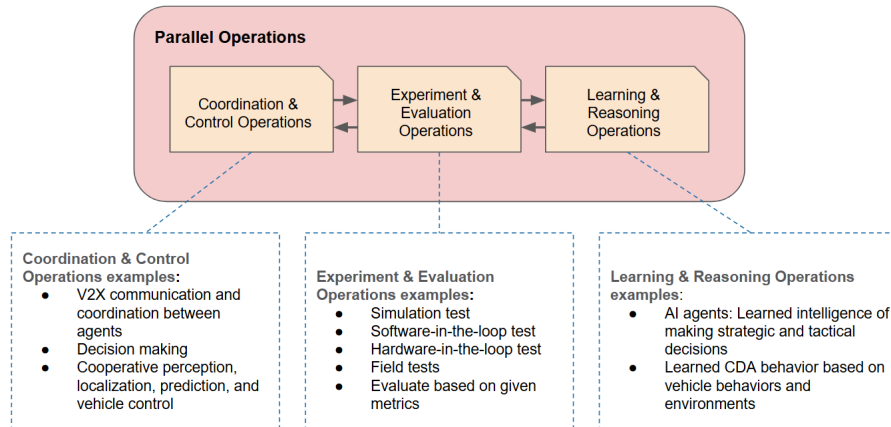 Parallel Operations
Coordination &
Control Operations
Experiment &
Evaluation
Operations
Learning &
Reasoning
Operations
Coordination & Control
Operations examples:
● V2X communication and
coordination between
agents
● Decision making
● Cooperative perception,
localization, prediction, and
vehicle control
Experiment & Evaluation
Operations examples:
● Simulation test
● Software-in-the-loop test
● Hardware-in-the-loop test
● Field tests
● Evaluate based on given
metrics
Learning & Reasoning Operations
examples:
● AI agents: Learned intelligence of
making strategic and tactical
decisions
● Learned CDA behavior based on
vehicle behaviors and
environments